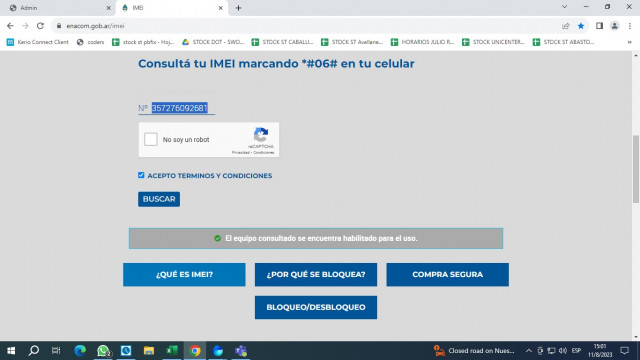 Admin
IMEI
enacom.gob.ar/imei
Kerio Connect Client
coders
stock st pbfix - Hoj...
STOCK DOT - SWO...
STOCK ST CABALLI...
STOCK ST Avellane...
HORARIOS JULIO R...
STOCK UNICENTER...
STOCK ST ABASTO...
Consultá tu IMEI marcando *#06# en tu celular
Nº 357276092681
No soy un robot
reCAPTCHA
Privacidad - Condiciones
ACEPTO TERMINOS Y CONDICIONES
BUSCAR
El equipo consultado se encuentra habilitado para el uso.
¿QUÉ ES IMEI?
¿POR QUÉ SE BLOQUEA?
COMPRA SEGURA
BLOQUEO/DESBLOQUEO
Closed road on Nues...
ESP
15:01
11/8/2023